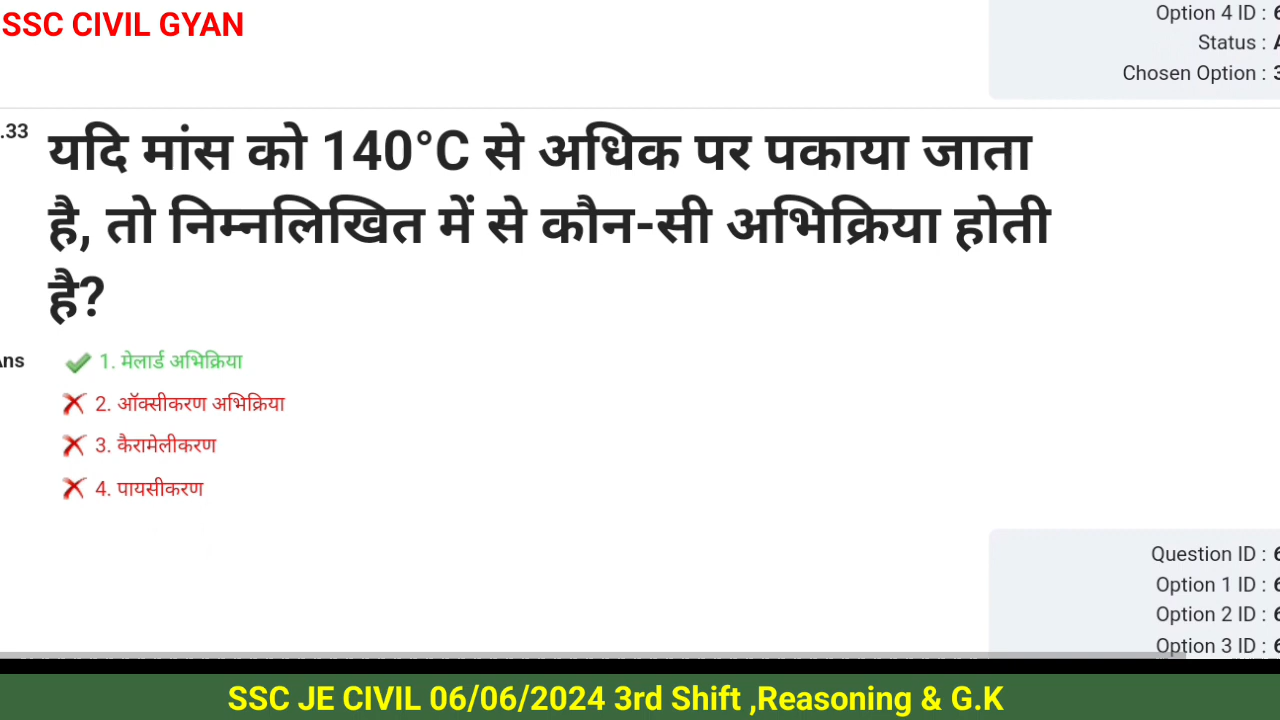 SSC CIVIL GYAN
Option 4 ID :
Status :
Chosen Option :
.33
यदि मांस को 140°C से अधिक पर पकाया जाता
है, तो निम्नलिखित में से कौन-सी अभिक्रिया होती
है?
Ans
1. मेलार्ड अभिक्रिया
2. ऑक्सीकरण अभिक्रिया
3. कैरामेलीकरण
4. पायसीकरण
Question ID :
Option 1 ID :
Option 2 ID :
Option 3 ID :
SSC JE CIVIL 06/06/2024 3rd Shift ,Reasoning & G.K